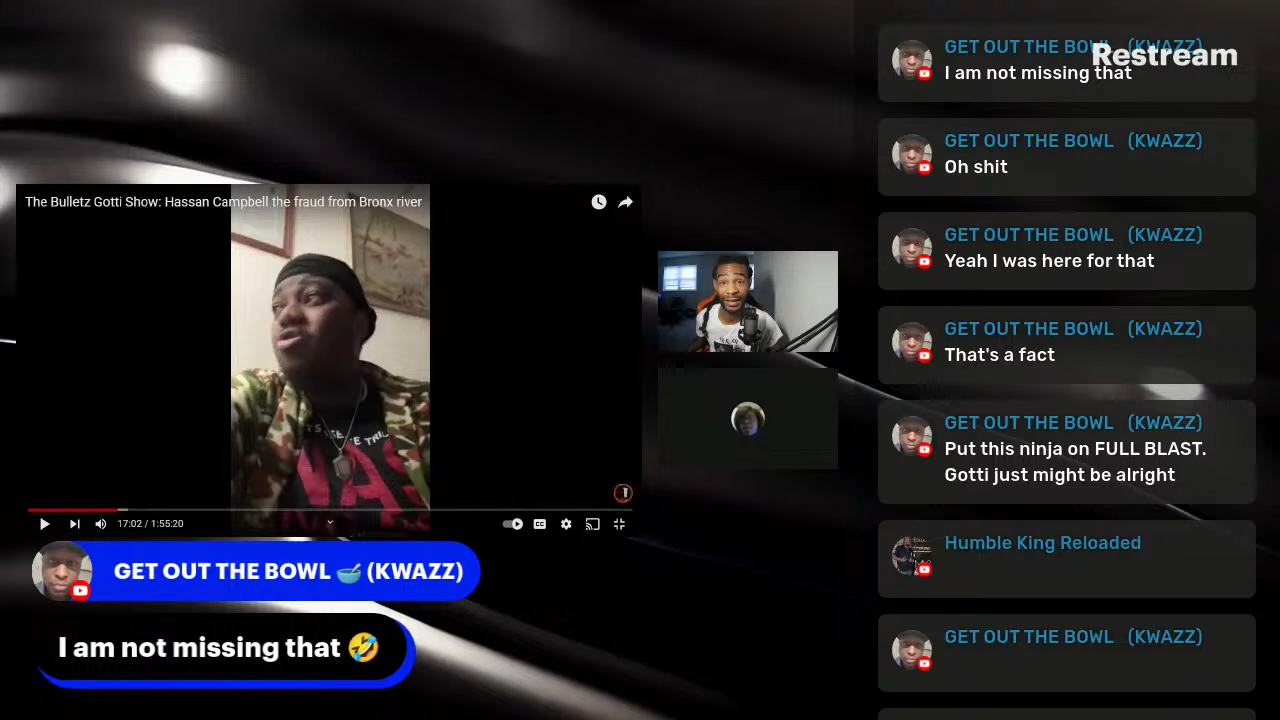 GET OUT THE BOWL (KWAZZ)
Restream
I am not missing that
GET OUT THE BOWL (KWAZZ)
Oh shit
GET OUT THE BOWL (KWAZZ)
Yeah I was here for that
GET OUT THE BOWL (KWAZZ)
That's a fact
GET OUT THE BOWL (KWAZZ)
Put this ninja on FULL BLAST.
Gotti just might be alright
Humble King Reloaded
GET OUT THE BOWL (KWAZZ)
The Bulletz Gotti Show: Hassan Campbell the fraud from Bronx river
17:02 / 1:55:20
CC
GET OUT THE BOWL 🥣 (KWAZZ)
I am not missing that 🤣